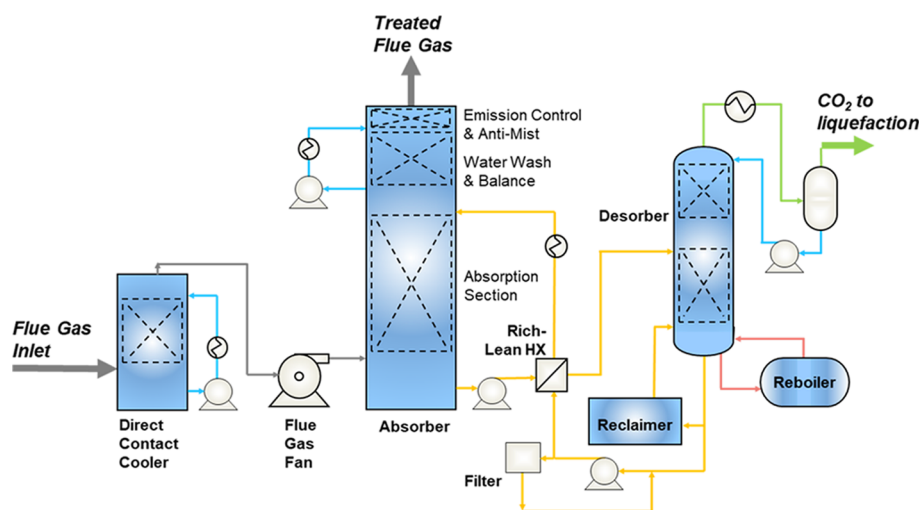 Treated
Flue Gas
Emission Control
& Anti-Mist
Water Wash
& Balance
CO₂ to
liquefaction
Desorber
Absorption
Section
Flue Gas
Inlet
Rich-
Lean HX
Reboiler
Reclaimer
Direct
Contact
Cooler
Flue
Gas
Fan
Absorber
Filter